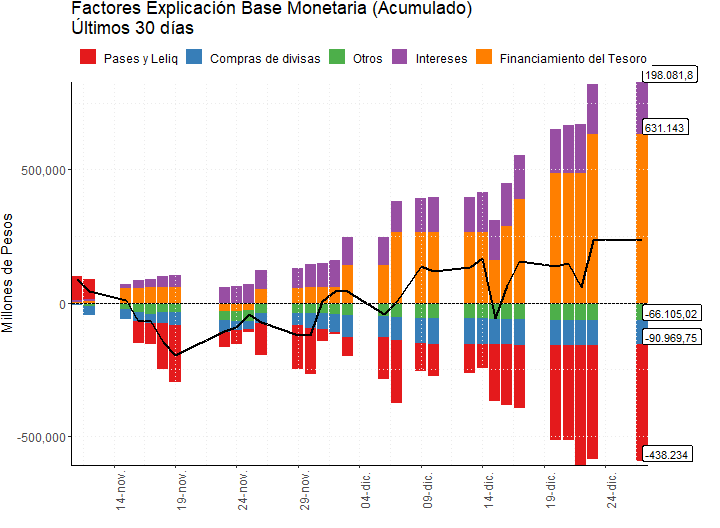 Factores Explicación Base Monetaria (Acumulado)
Últimos 30 días
Pases y Leliq
Compras de divisas
Otros
Intereses
Financiamiento del Tesoro
Millones de Pesos
500,000
0
-500,000
198.081,8
631.143
-66.105,02
-90.969,75
-438.234
14-nov.
19-nov.
24-nov.
29-nov.
04-dic.
09-dic.
14-dic.
19-dic.
24-dic.